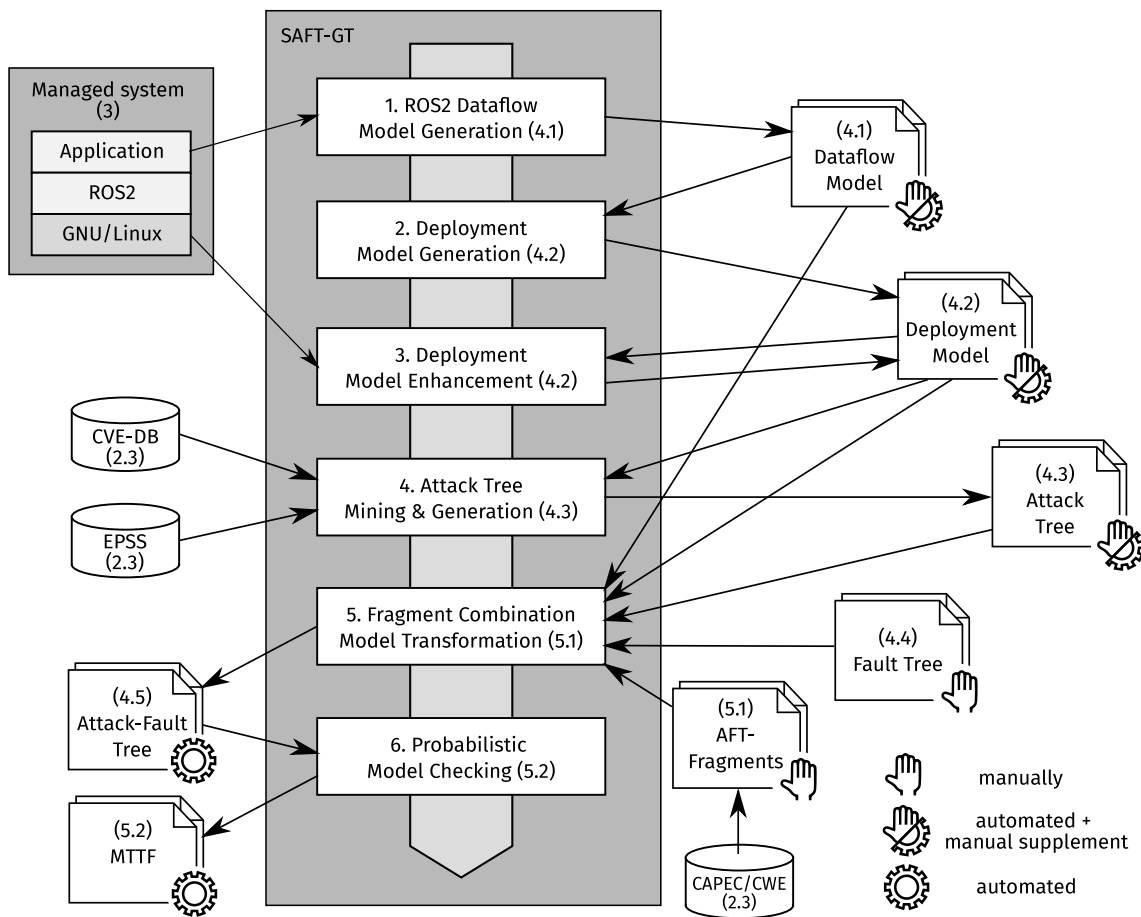 SAFT-GT
Managed system
(3)
Application
ROS2
GNU/Linux
1. ROS2 Dataflow
Model Generation (4.1)
(4.1)
Dataflow
Model
2. Deployment
Model Generation (4.2)
(4.2)
Deployment
Model
3. Deployment
Model Enhancement (4.2)
CVE-DB
(2.3)
EPSS
(2.3)
4. Attack Tree
Mining & Generation (4.3)
(4.3)
Attack
Tree
5. Fragment Combination
Model Transformation (5.1)
(4.4)
Fault Tree
(4.5)
Attack-Fault
Tree
(5.1)
AFT-
Fragments
6. Probabilistic
Model Checking (5.2)
(5.2)
MTTF
CAPEC/CWE
(2.3)
manually
automated +
manual supplement
automated